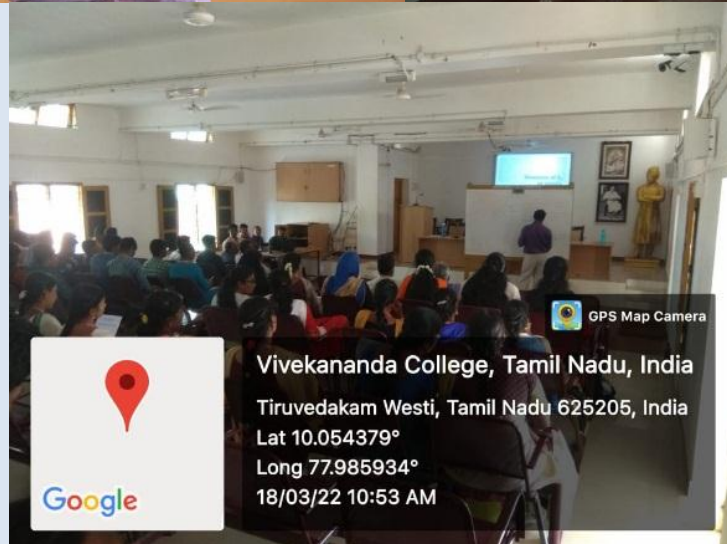 GPS Map Camera
Vivekananda College, Tamil Nadu, India
Tiruvedakam Westi, Tamil Nadu 625205, India
Lat 10.054379°
Long 77.985934°
18/03/22 10:53 AM
Google